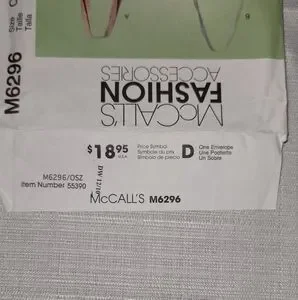 M6296
Size
Taille
Talla
McCALL'S
FASHION
ACCESSORIES
$18.95
U.S.A.
Price Symbol
Symbole du prix
Símbolo de precio
D
One Envelope
Une Pochette
Un Sobre
M6296/OSZ
Item Number 55390
McCALL'S M6296